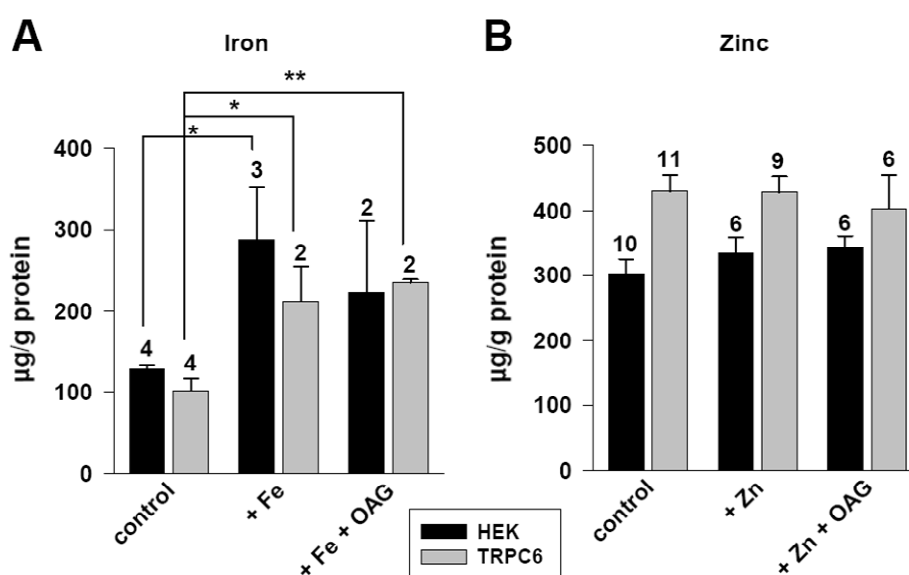 A
Iron
**
*
*
400
300
200
100
0
µg/g protein
4
4
3
2
2
2
control
+ Fe
+ Fe + OAG
B
Zinc
500
400
300
200
100
0
µg/g protein
10
11
6
9
6
6
control
+ Zn
+ Zn + OAG
HEK
TRPC6